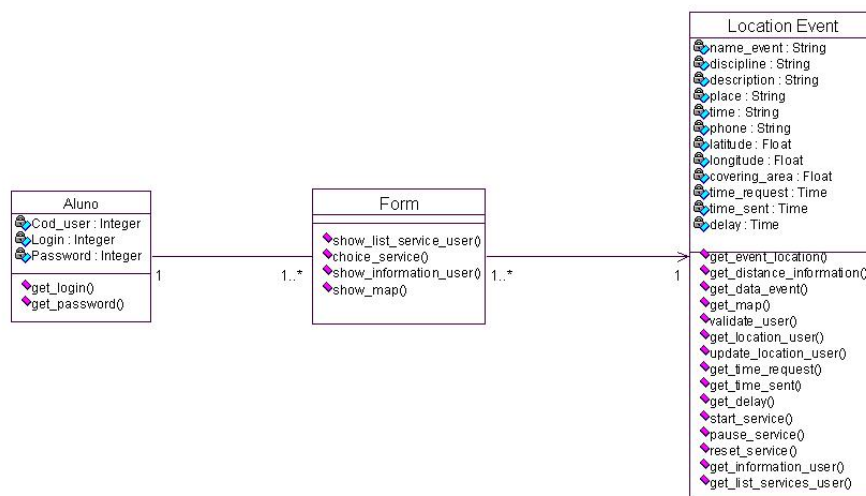 Aluno
Cod_user : Integer
Login : Integer
Password : Integer
get_login()
get_password()
1
1..*
Form
show_list_service_user()
choice_service()
show_information_user()
show_map()
1..*
1
Location Event
name_event : String
discipline : String
description : String
place : String
time : String
phone : String
latitude : Float
longitude : Float
covering_area : Float
time_request : Time
time_sent : Time
delay : Time
get_event_location()
get_distance_information()
get_data_event()
get_map()
validate_user()
get_location_user()
update_location_user()
get_time_request()
get_time_sent()
get_delay()
start_service()
pause_service()
reset_service()
get_information_user()
get_list_services_user()